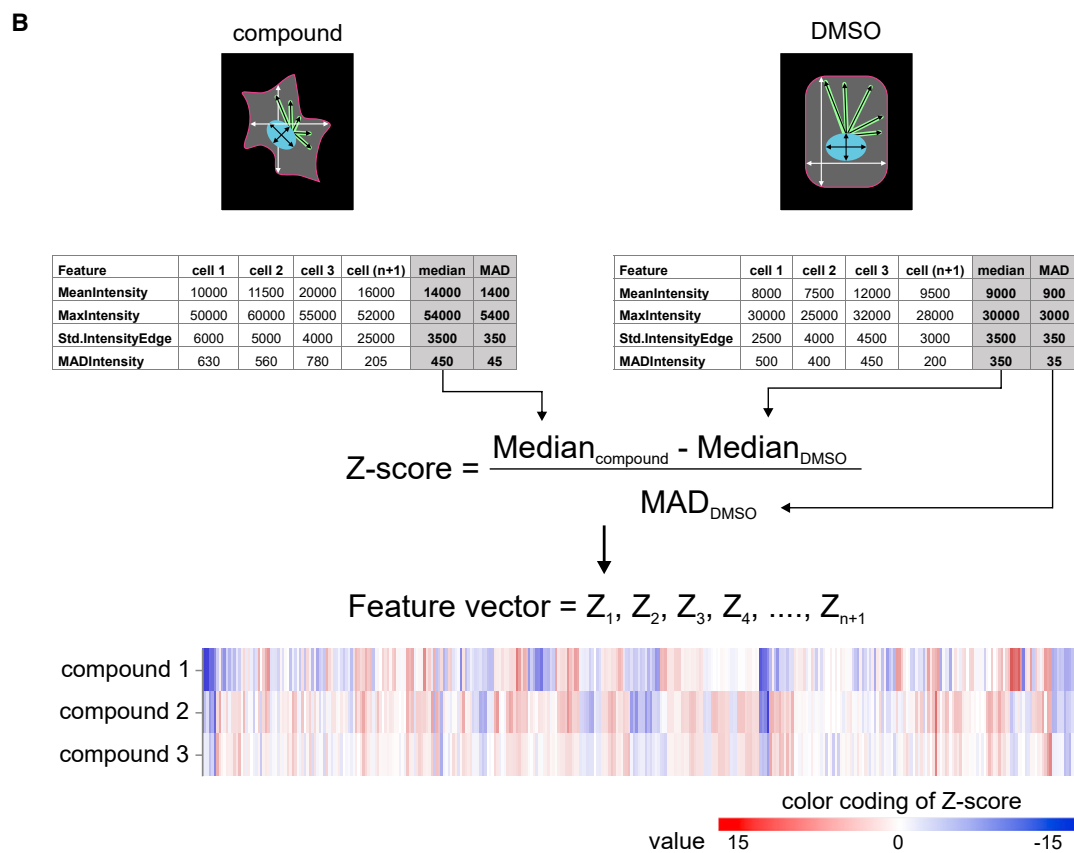 B
compound
DMSO
Feature cell 1 cell 2 cell 3 cell (n+1) median MAD
MeanIntensity 10000 11500 20000 16000 14000 1400
MaxIntensity 50000 60000 55000 52000 54000 5400
Std.IntensityEdge 6000 5000 4000 25000 3500 350
MADIntensity 630 560 780 205 450 45
Feature cell 1 cell 2 cell 3 cell (n+1) median MAD
MeanIntensity 8000 7500 12000 9500 9000 900
MaxIntensity 30000 25000 32000 28000 30000 3000
Std.IntensityEdge 2500 4000 4500 3000 3500 350
MADIntensity 500 400 450 200 350 35
Z-score = Median compound - Median DMSO
MAD DMSO
Feature vector = Z1, Z2, Z3, Z4, ...., Zn+1
compound 1
compound 2
compound 3
color coding of Z-score
value 15 0 -15